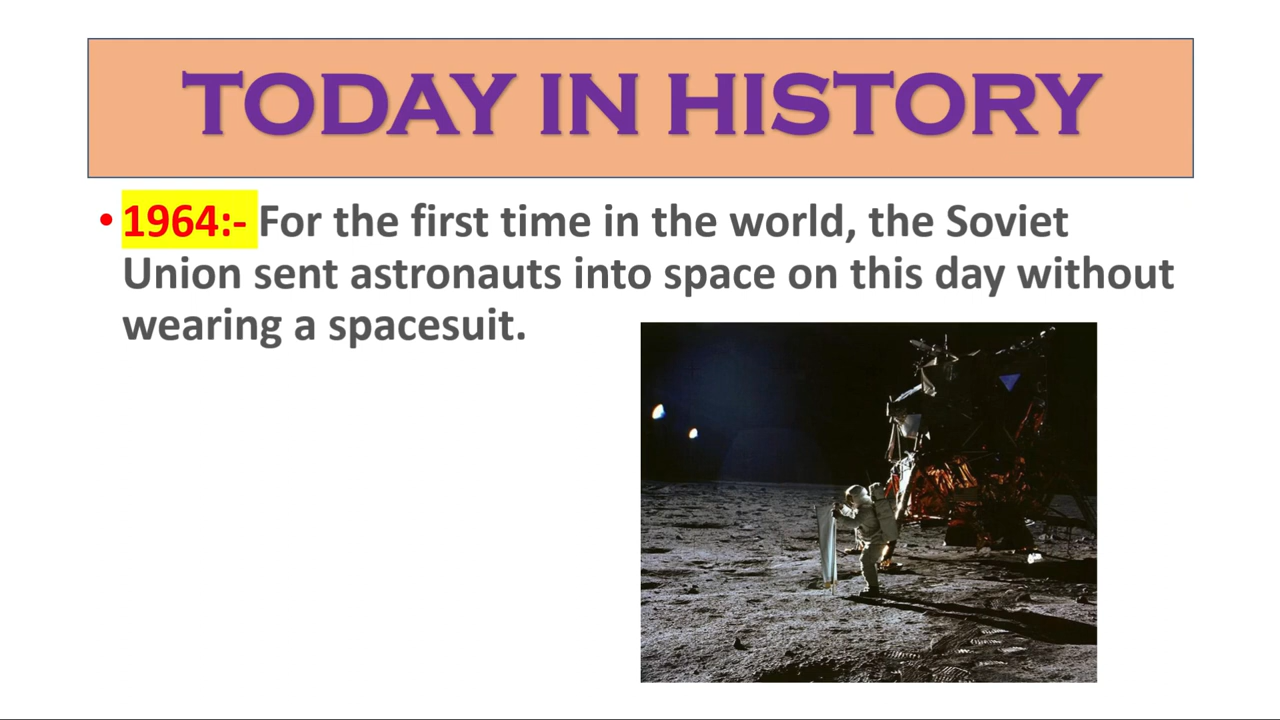 TODAY IN HISTORY
• 1964:- For the first time in the world, the Soviet
Union sent astronauts into space on this day without
wearing a spacesuit.